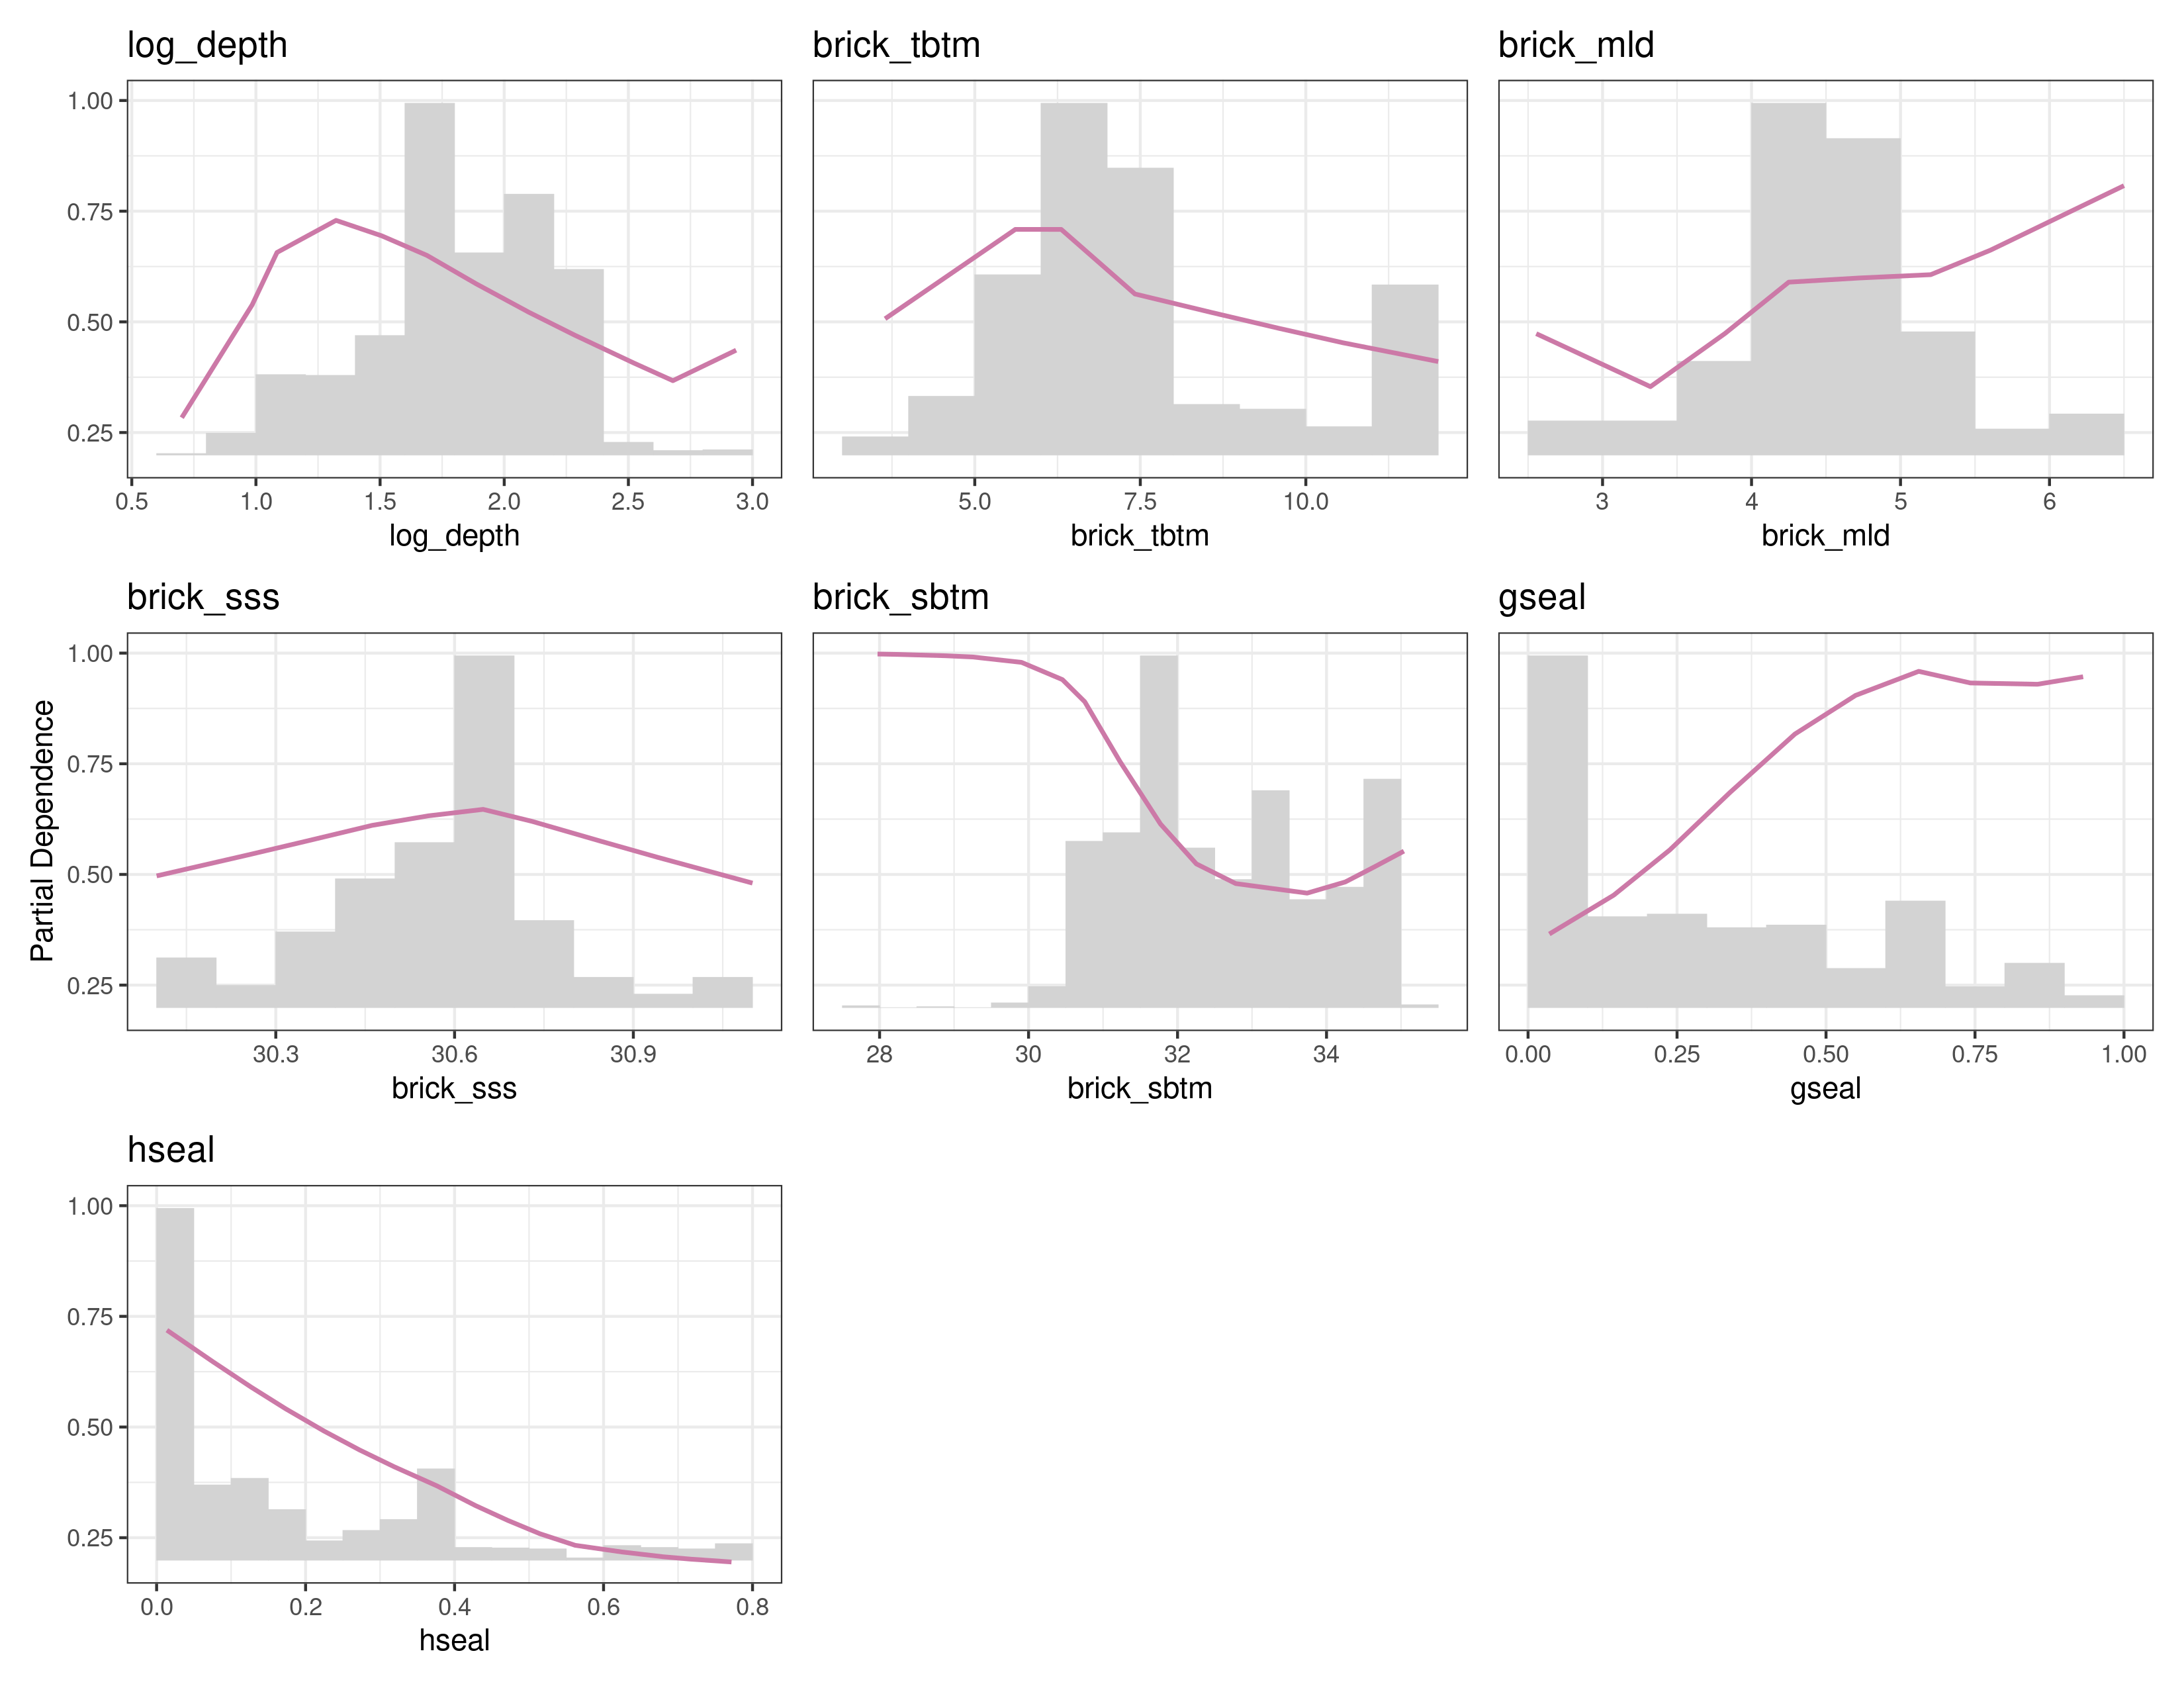 log_depth
brick_tbtm
brick_mld
1.00
0.75
0.50
0.25
0.5 1.0 1.5 2.0 2.5 3.0
5.0 7.5 10.0
3 4 5 6
log_depth
brick_tbtm
brick_mld
brick_sss
brick_sbtm
gseal
Partial Dependence
1.00
0.75
0.50
0.25
30.3 30.6 30.9
28 30 32 34
0.00 0.25 0.50 0.75 1.00
brick_sss
brick_sbtm
gseal
hseal
1.00
0.75
0.50
0.25
0.0 0.2 0.4 0.6 0.8
hseal